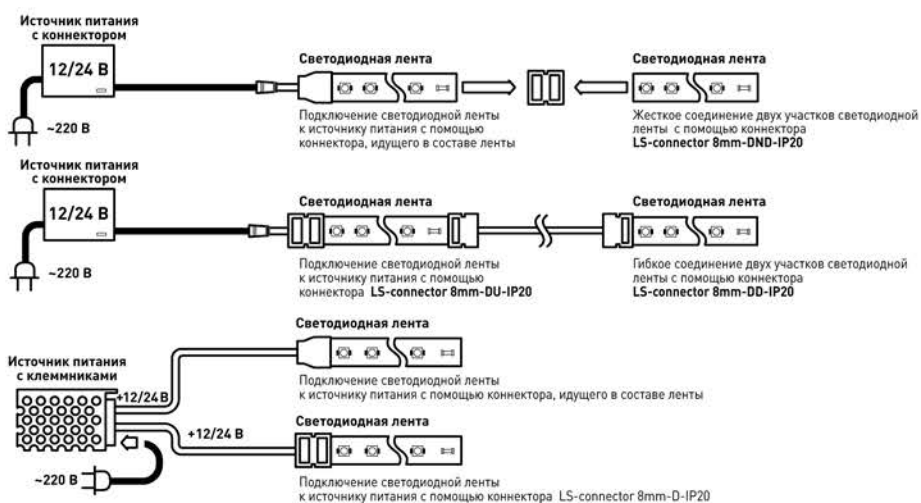 Источник питания
с коннектором
12/24 В
~220 В
Светодиодная лента
Подключение светодиодной ленты
к источнику питания с помощью
коннектора, идущего в составе ленты
Светодиодная лента
Жесткое соединение двух участков светодиодной
ленты с помощью коннектора
LS-connector 8mm-DND-IP20
Источник питания
с коннектором
12/24 В
~220 В
Светодиодная лента
Подключение светодиодной ленты
к источнику питания с помощью
коннектора LS-connector 8mm-DU-IP20
Светодиодная лента
Гибкое соединение двух участков светодиодной
ленты с помощью коннектора
LS-connector 8mm-DD-IP20
Источник питания
с клеммниками
+12/24 В
+12/24 В
~220 В
Светодиодная лента
Подключение светодиодной ленты
к источнику питания с помощью коннектора, идущего в составе ленты
Светодиодная лента
Подключение светодиодной ленты
к источнику питания с помощью коннектора LS-connector 8mm-D-IP20